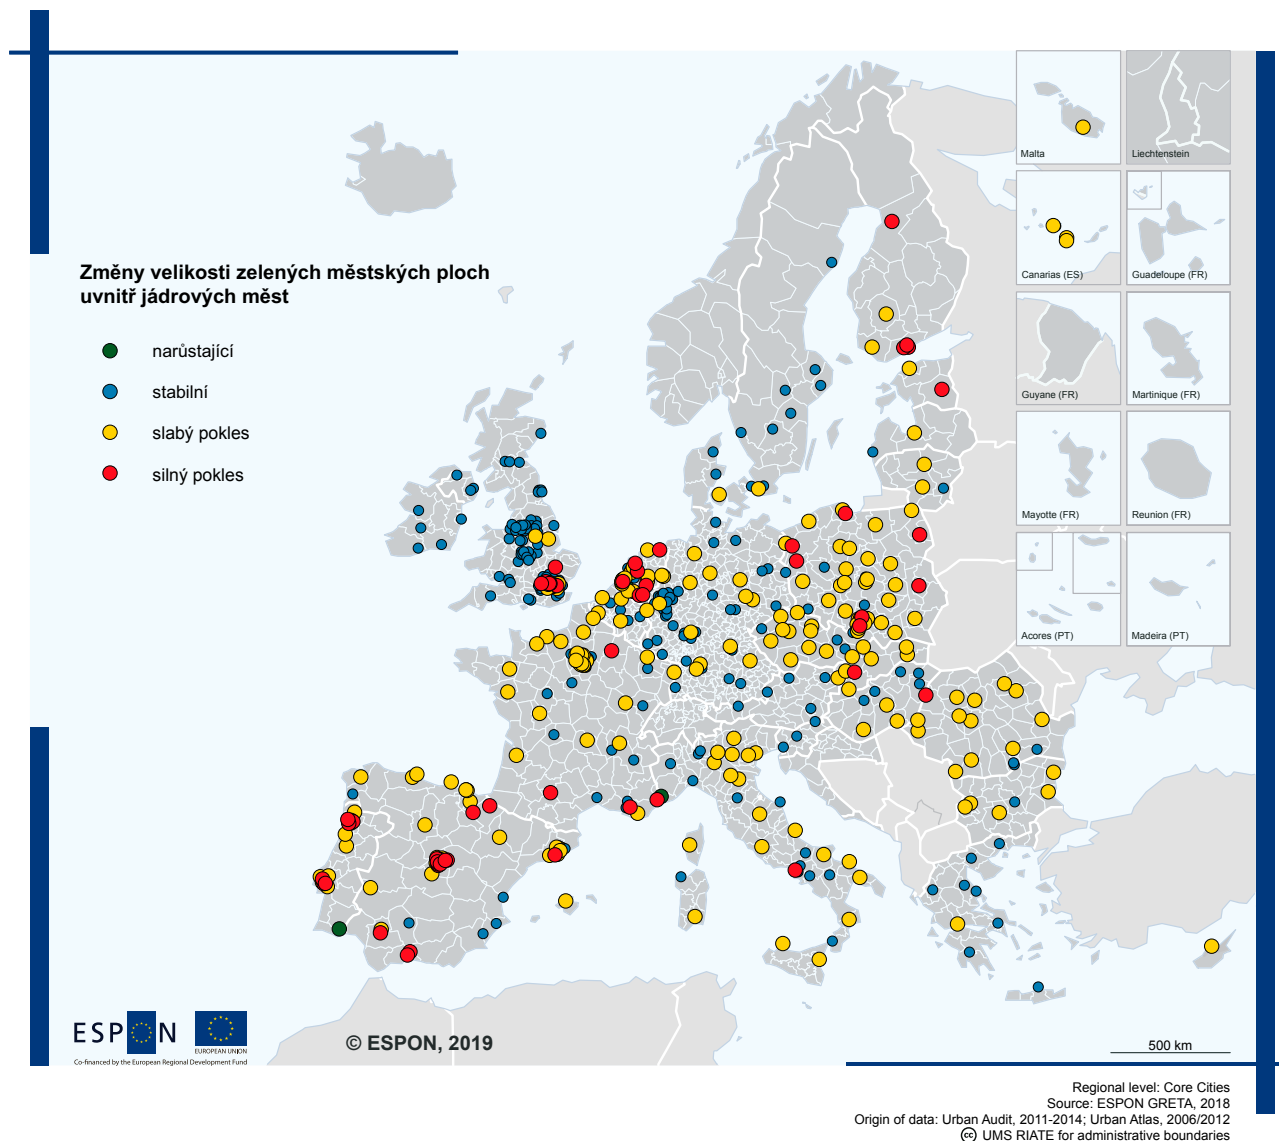 Změny velikosti zelených městských ploch
uvnitř jádrových měst
narůstající
stabilní
slabý pokles
silný pokles
Malta
Liechtenstein
Canarias (ES)
Guadeloupe (FR)
Guyane (FR)
Martinique (FR)
Mayotte (FR)
Reunion (FR)
Acores (PT)
Madeira (PT)
ESPON
EUROPEAN UNION
Co-financed by the European Regional Development Fund
© ESPON, 2019
500 km
Regional level: Core Cities
Source: ESPON GRETA, 2018
Origin of data: Urban Audit, 2011-2014; Urban Atlas, 2006/2012
(cc) UMS RIATE for administrative boundaries